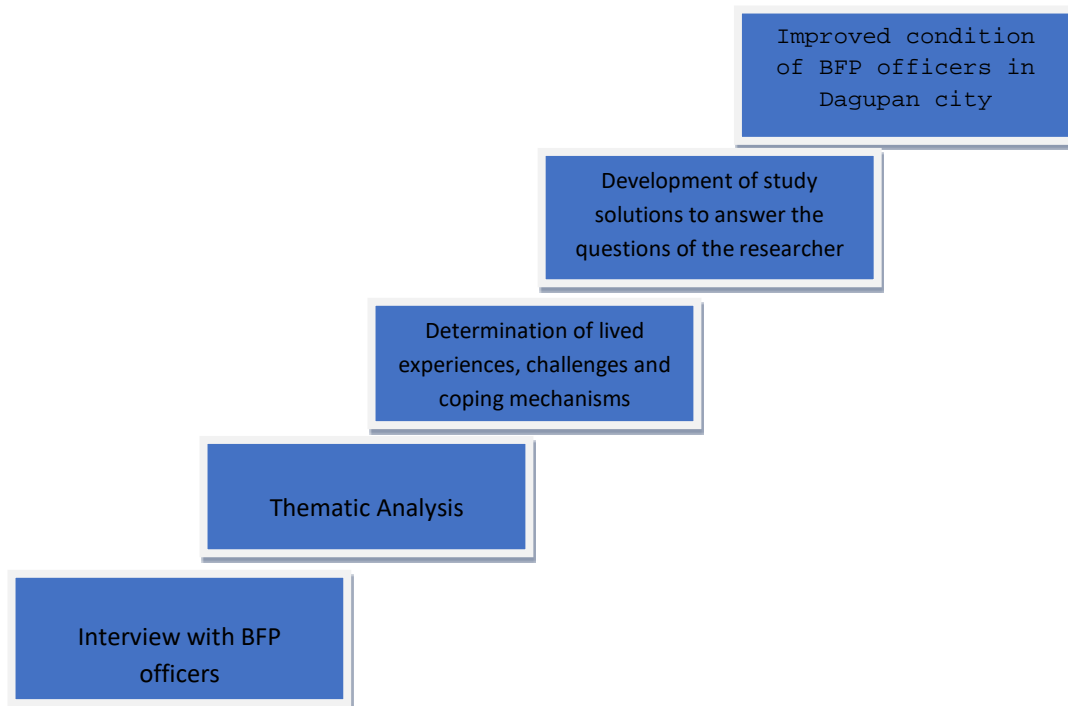 Improved condition
of BFP officers in
Dagupan city
Development of study
solutions to answer the
questions of the researcher
Determination of lived
experiences, challenges and
coping mechanisms
Thematic Analysis
Interview with BFP
officers